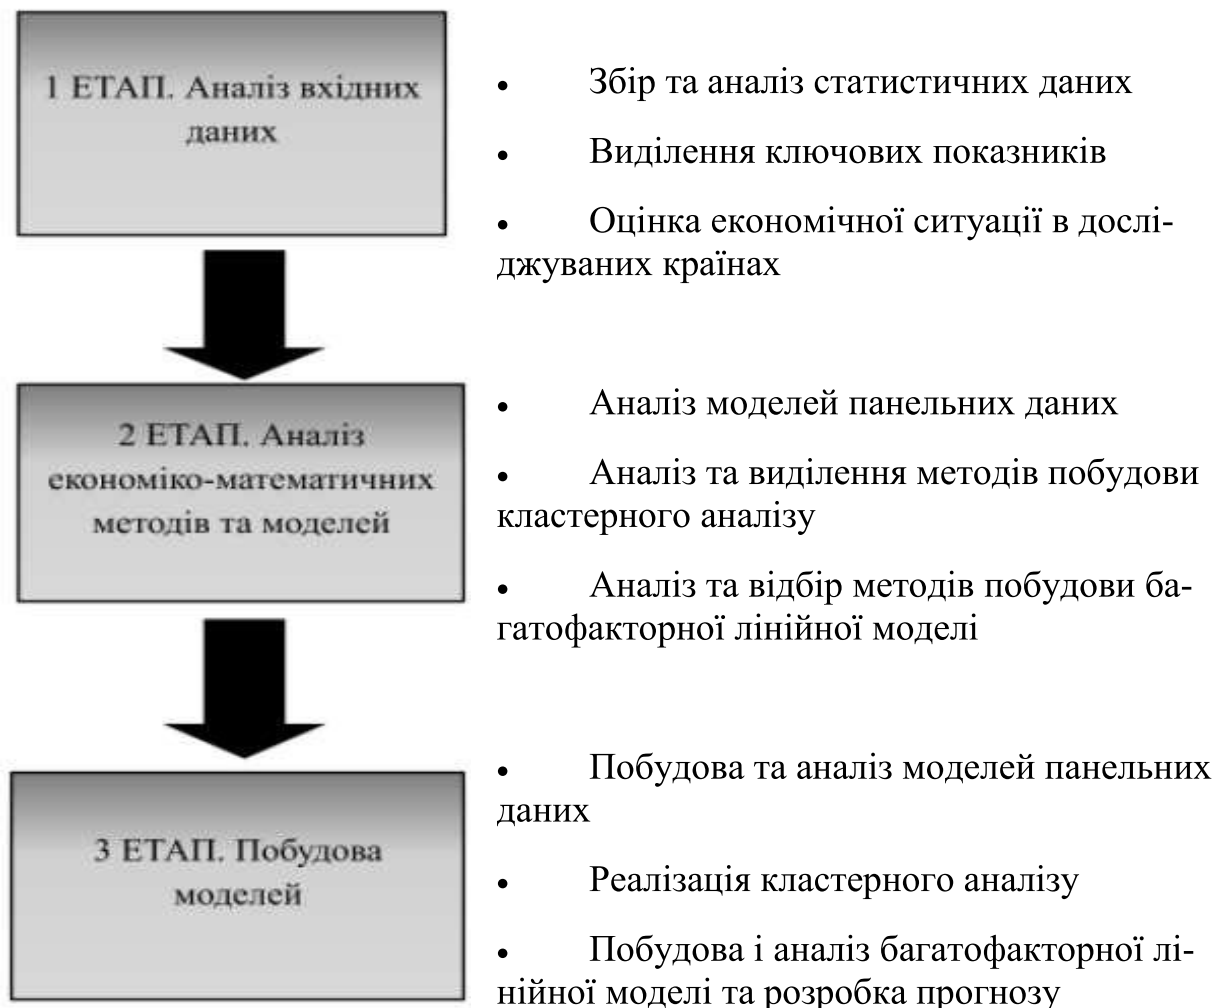 1 ЕТАП. Аналіз вхідних
даних
• Збір та аналіз статистичних даних
• Виділення ключових показників
• Оцінка економічної ситуації в дослі-
джуваних країнах
2 ЕТАП. Аналіз
економіко-математичних
методів та моделей
• Аналіз моделей панельних даних
• Аналіз та виділення методів побудови
кластерного аналізу
• Аналіз та відбір методів побудови ба-
гатофакторної лінійної моделі
3 ЕТАП. Побудова
моделей
• Побудова та аналіз моделей панельних
даних
• Реалізація кластерного аналізу
• Побудова і аналіз багатофакторної лі-
нійної моделі та розробка прогнозу